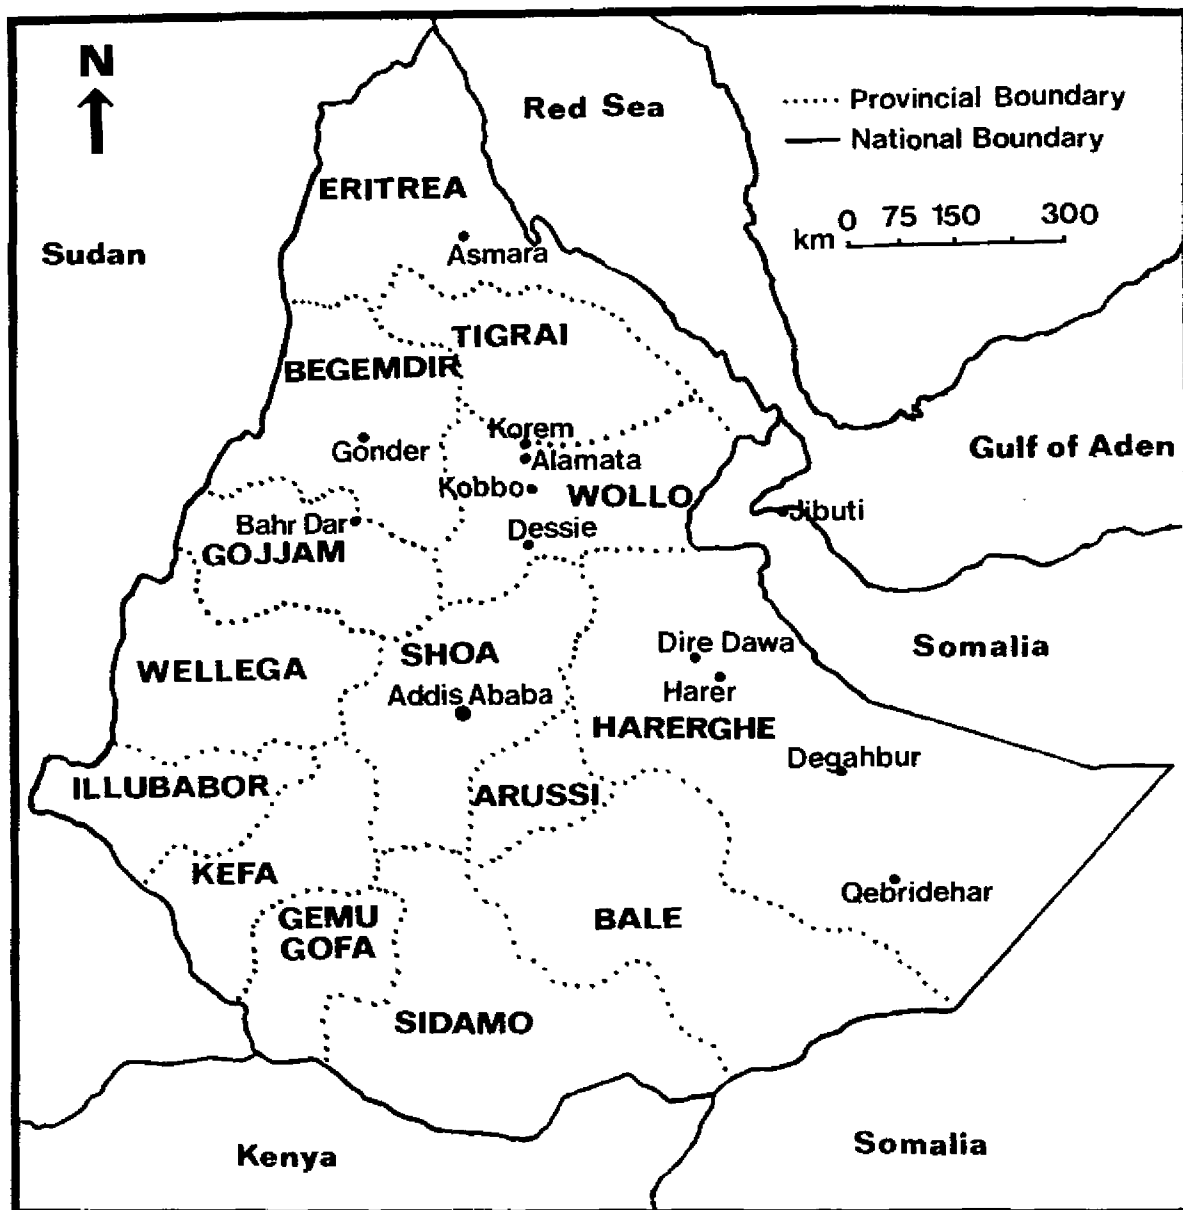 N
Red Sea
Provincial Boundary
National Boundary
0 75 150 300
km
ERITREA
Sudan
Asmara
TIGRAI
BEGEMDIR
Korem
Gonder
Alamata
Gulf of Aden
Kobbo
WOLLO
Bahr Dar
Dessie
Jibuti
GOJJAM
Dire Dawa
Somalia
SHOA
WELLEGA
Addis Ababa
Harer
HARERGHE
Degahbur
ILLUBABOR
ARUSSI
KEFA
Qebridehar
GEMU
GOFA
BALE
SIDAMO
Kenya
Somalia